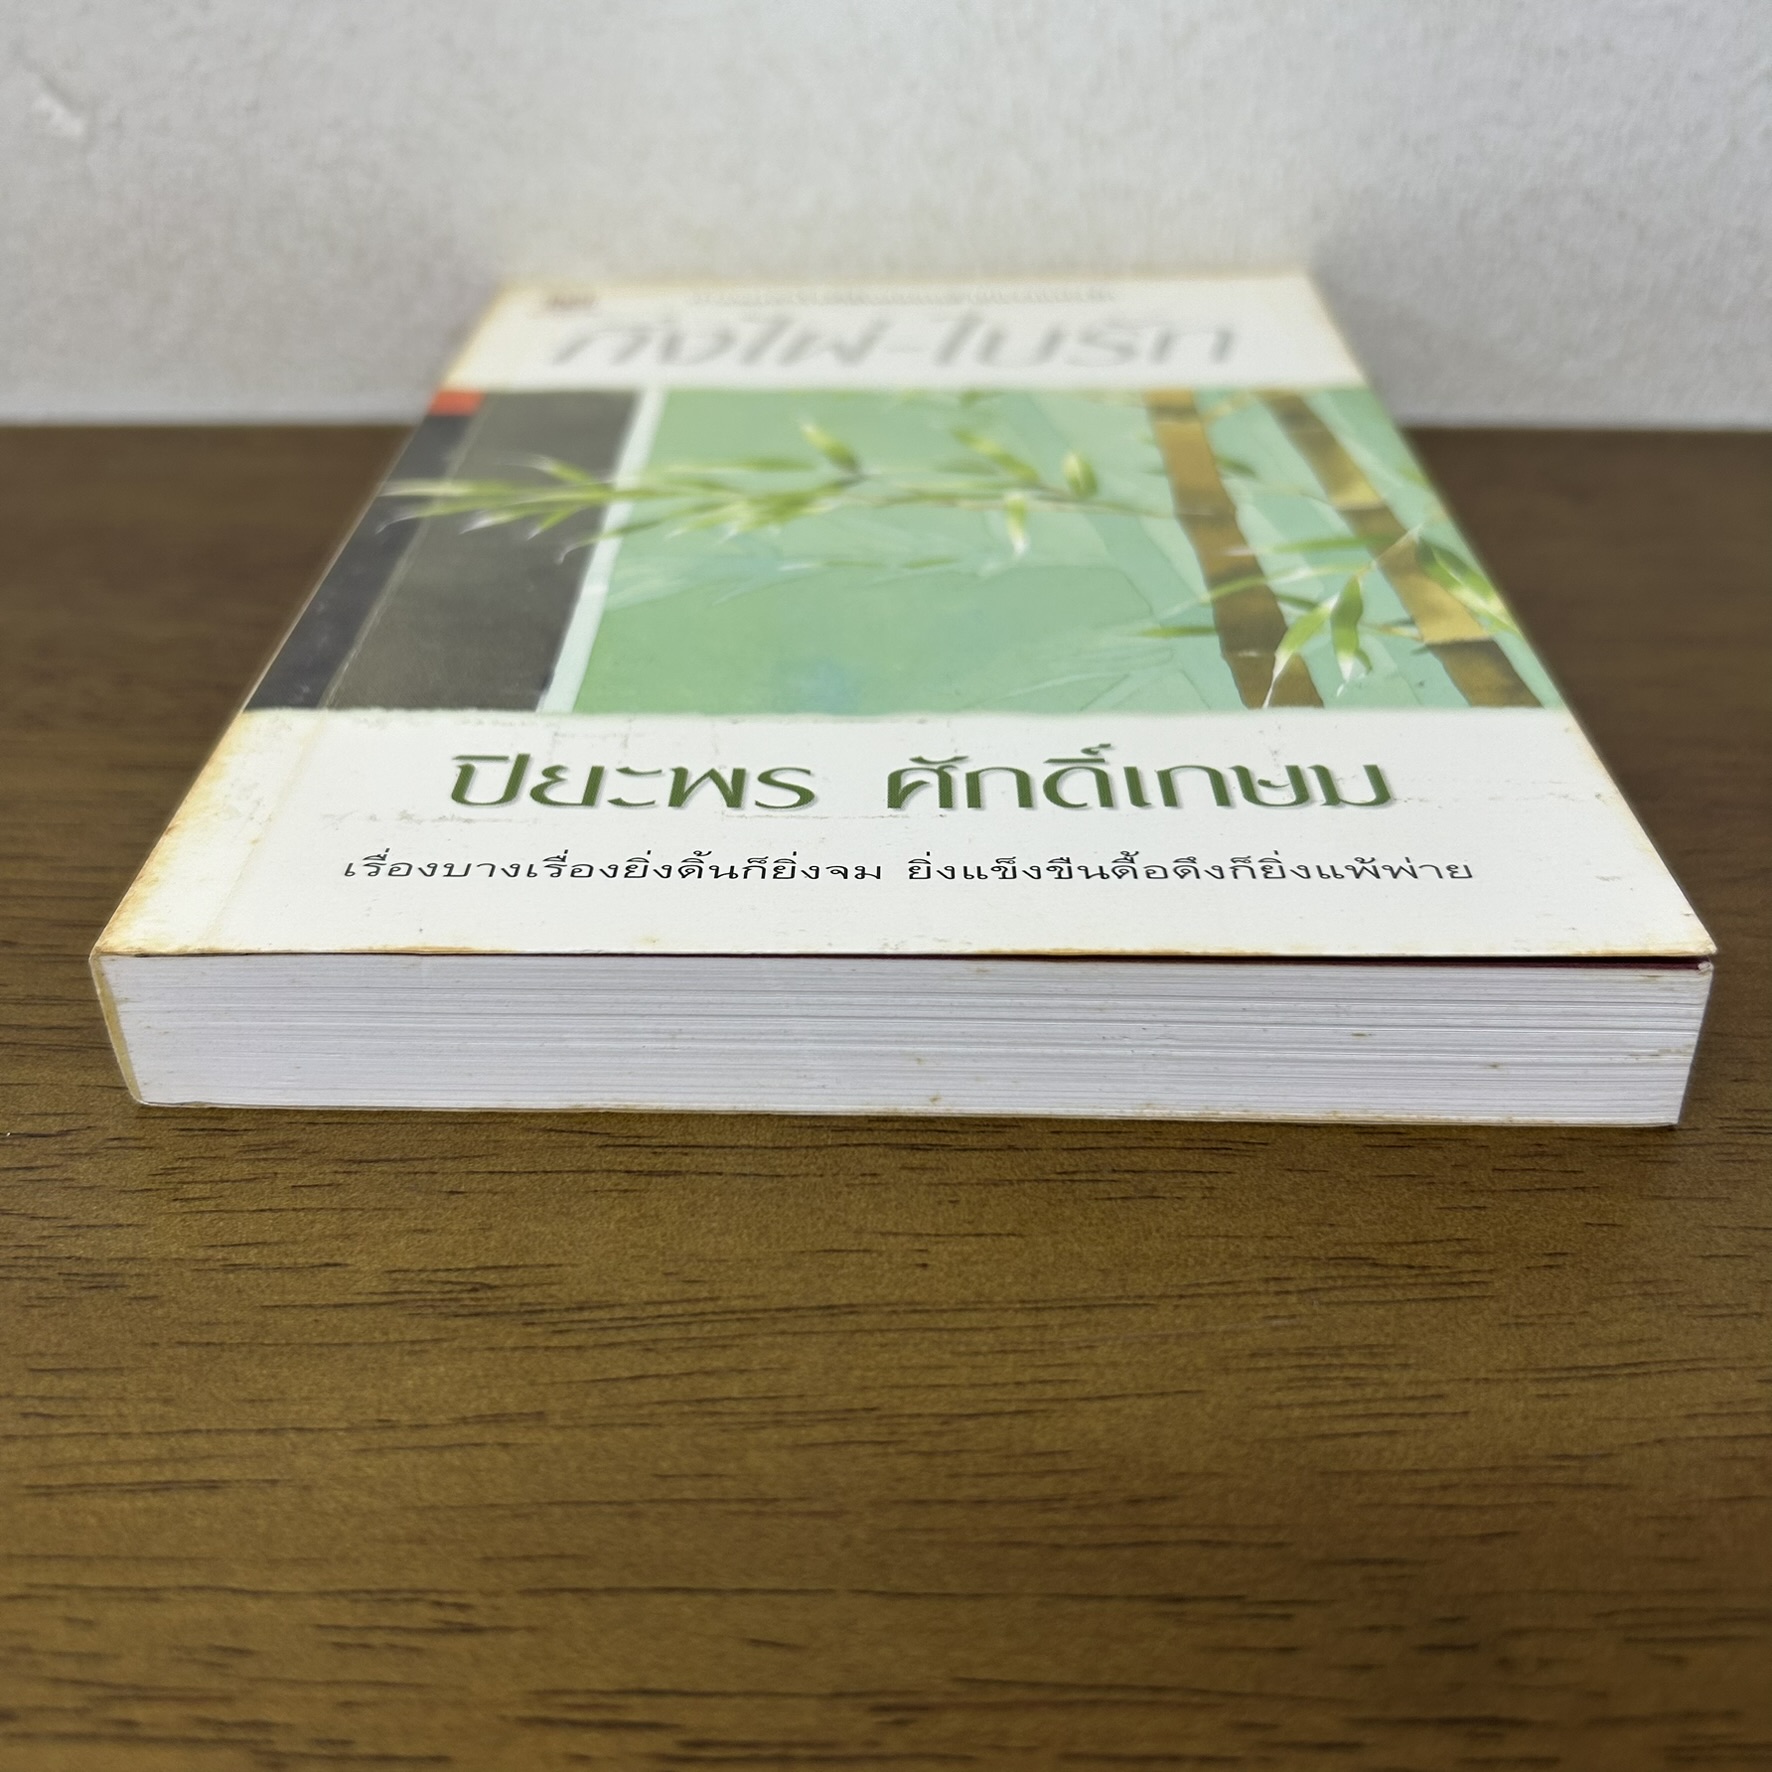 กิ่งไผ่-ใบรัก
ปิยะพร ศักดิ์เกษม
เรื่องบางเรื่องยิ่งดิ้นก็ยิ่งจม ยิ่งแข็งขืนดื้อดึงก็ยิ่งแพ้พ่าย